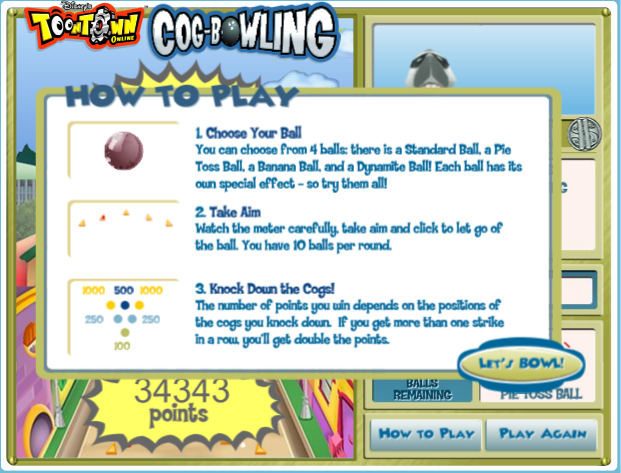 Disney's
TOONTOWN
ONLINE
COG-BOWLING
HOW TO PLAY
1. Choose Your Ball
You can choose from 4 balls: there is a Standard Ball, a Pie
Toss Ball, a Banana Ball, and a Dynamite Ball! Each ball has its
own special effect - so try them all!
2. Take Aim
Watch the meter carefully, take aim and click to let go of
the ball. You have 10 balls per round.
1000 500 1000
250 250
100
3. Knock Down the Cogs!
The number of points you win depends on the positions of
the cogs you knock down. If you get more than one strike
in a row, you'll get double the points.
LET'S BOWL!
34343
points
BALLS
REMAINING
PIE TOSS BALL
HOW TO PLAY
PLAY AGAIN